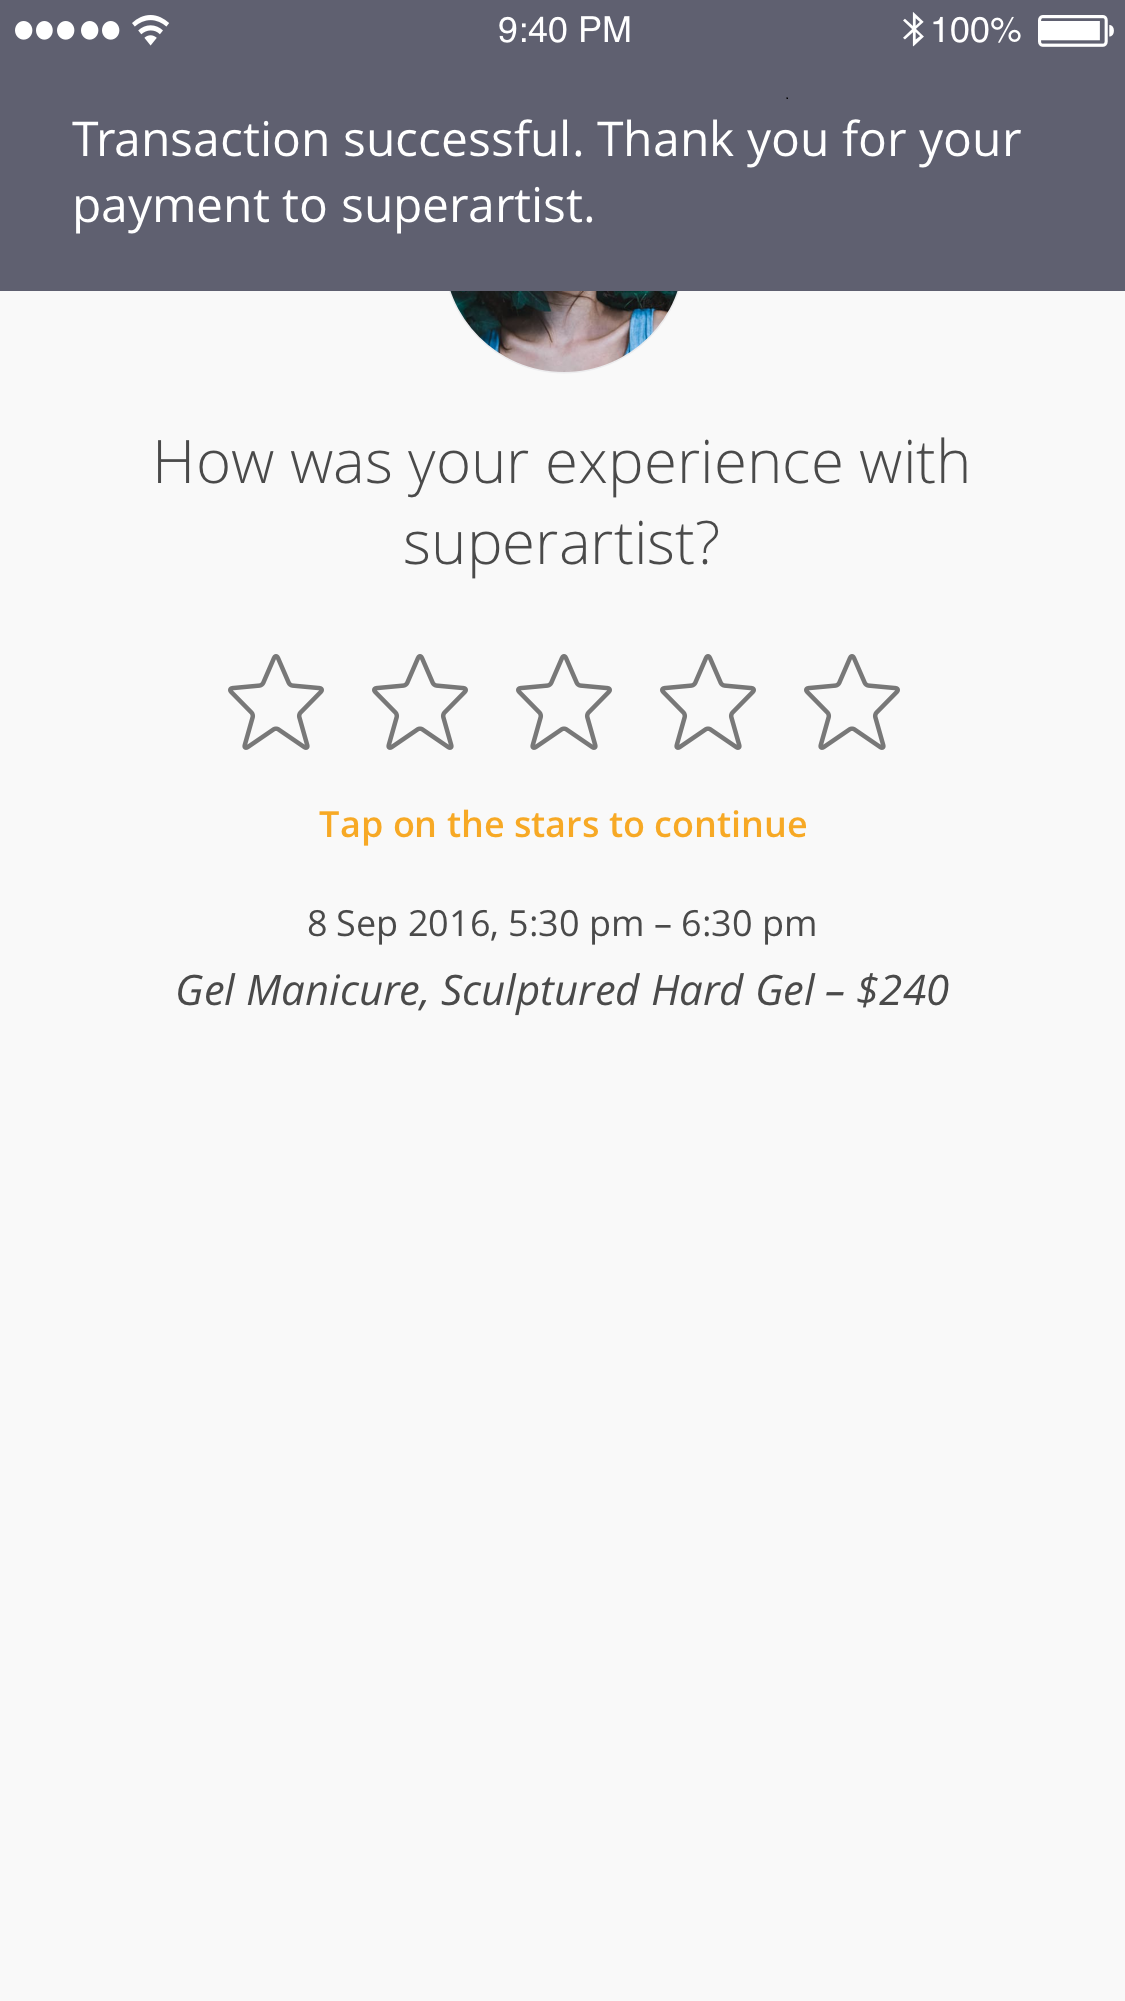 9:40 PM 100%
Transaction successful. Thank you for your
payment to superartist.
How was your experience with
superartist?
Tap on the stars to continue
8 Sep 2016, 5:30 pm – 6:30 pm
Gel Manicure, Sculptured Hard Gel – $240